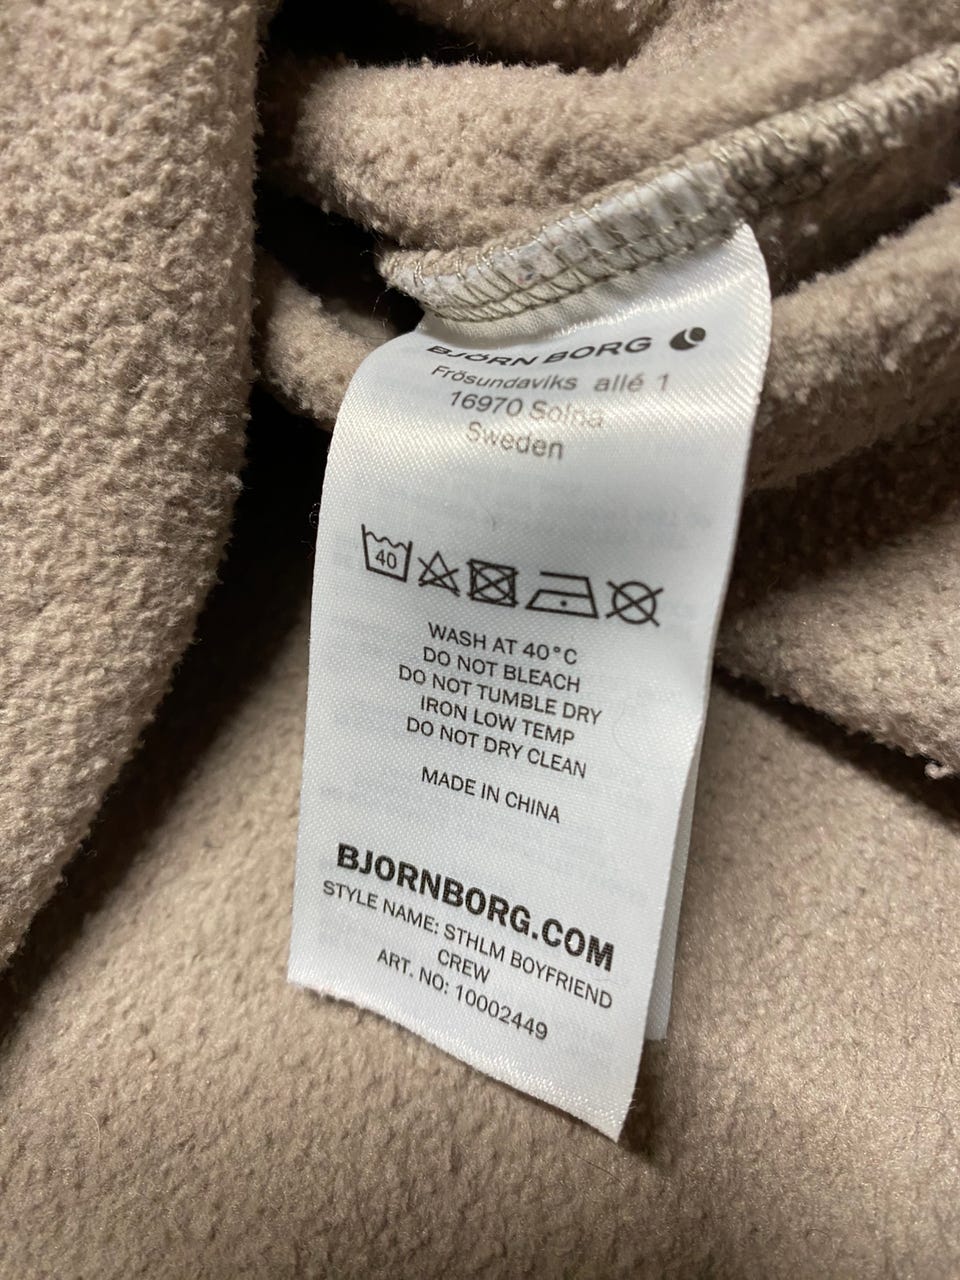 BJÖRN BORG
Frösundaviks allé 1
16970 Solna
Sweden
40
WASH AT 40°C
DO NOT BLEACH
DO NOT TUMBLE DRY
IRON LOW TEMP
DO NOT DRY CLEAN
MADE IN CHINA
BJORNBORG.COM
STYLE NAME: STHLM BOYFRIEND
CREW
ART. NO: 10002449